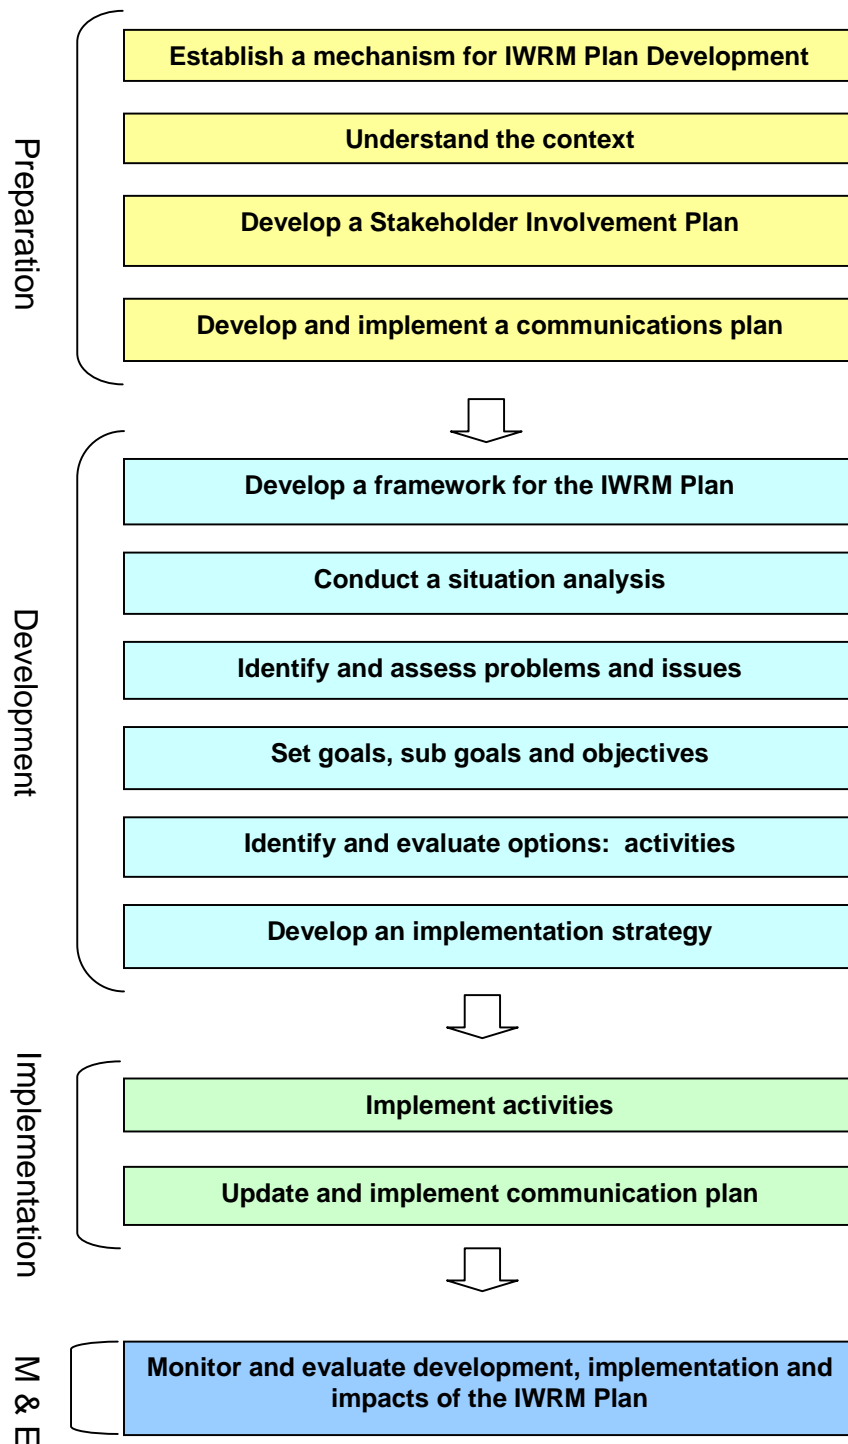 Preparation
Establish a mechanism for IWRM Plan Development
Understand the context
Develop a Stakeholder Involvement Plan
Develop and implement a communications plan
Development
Develop a framework for the IWRM Plan
Conduct a situation analysis
Identify and assess problems and issues
Set goals, sub goals and objectives
Identify and evaluate options:  activities
Develop an implementation strategy
Implementation
Implement activities
Update and implement communication plan
M & E
Monitor and evaluate development, implementation and
impacts of the IWRM Plan